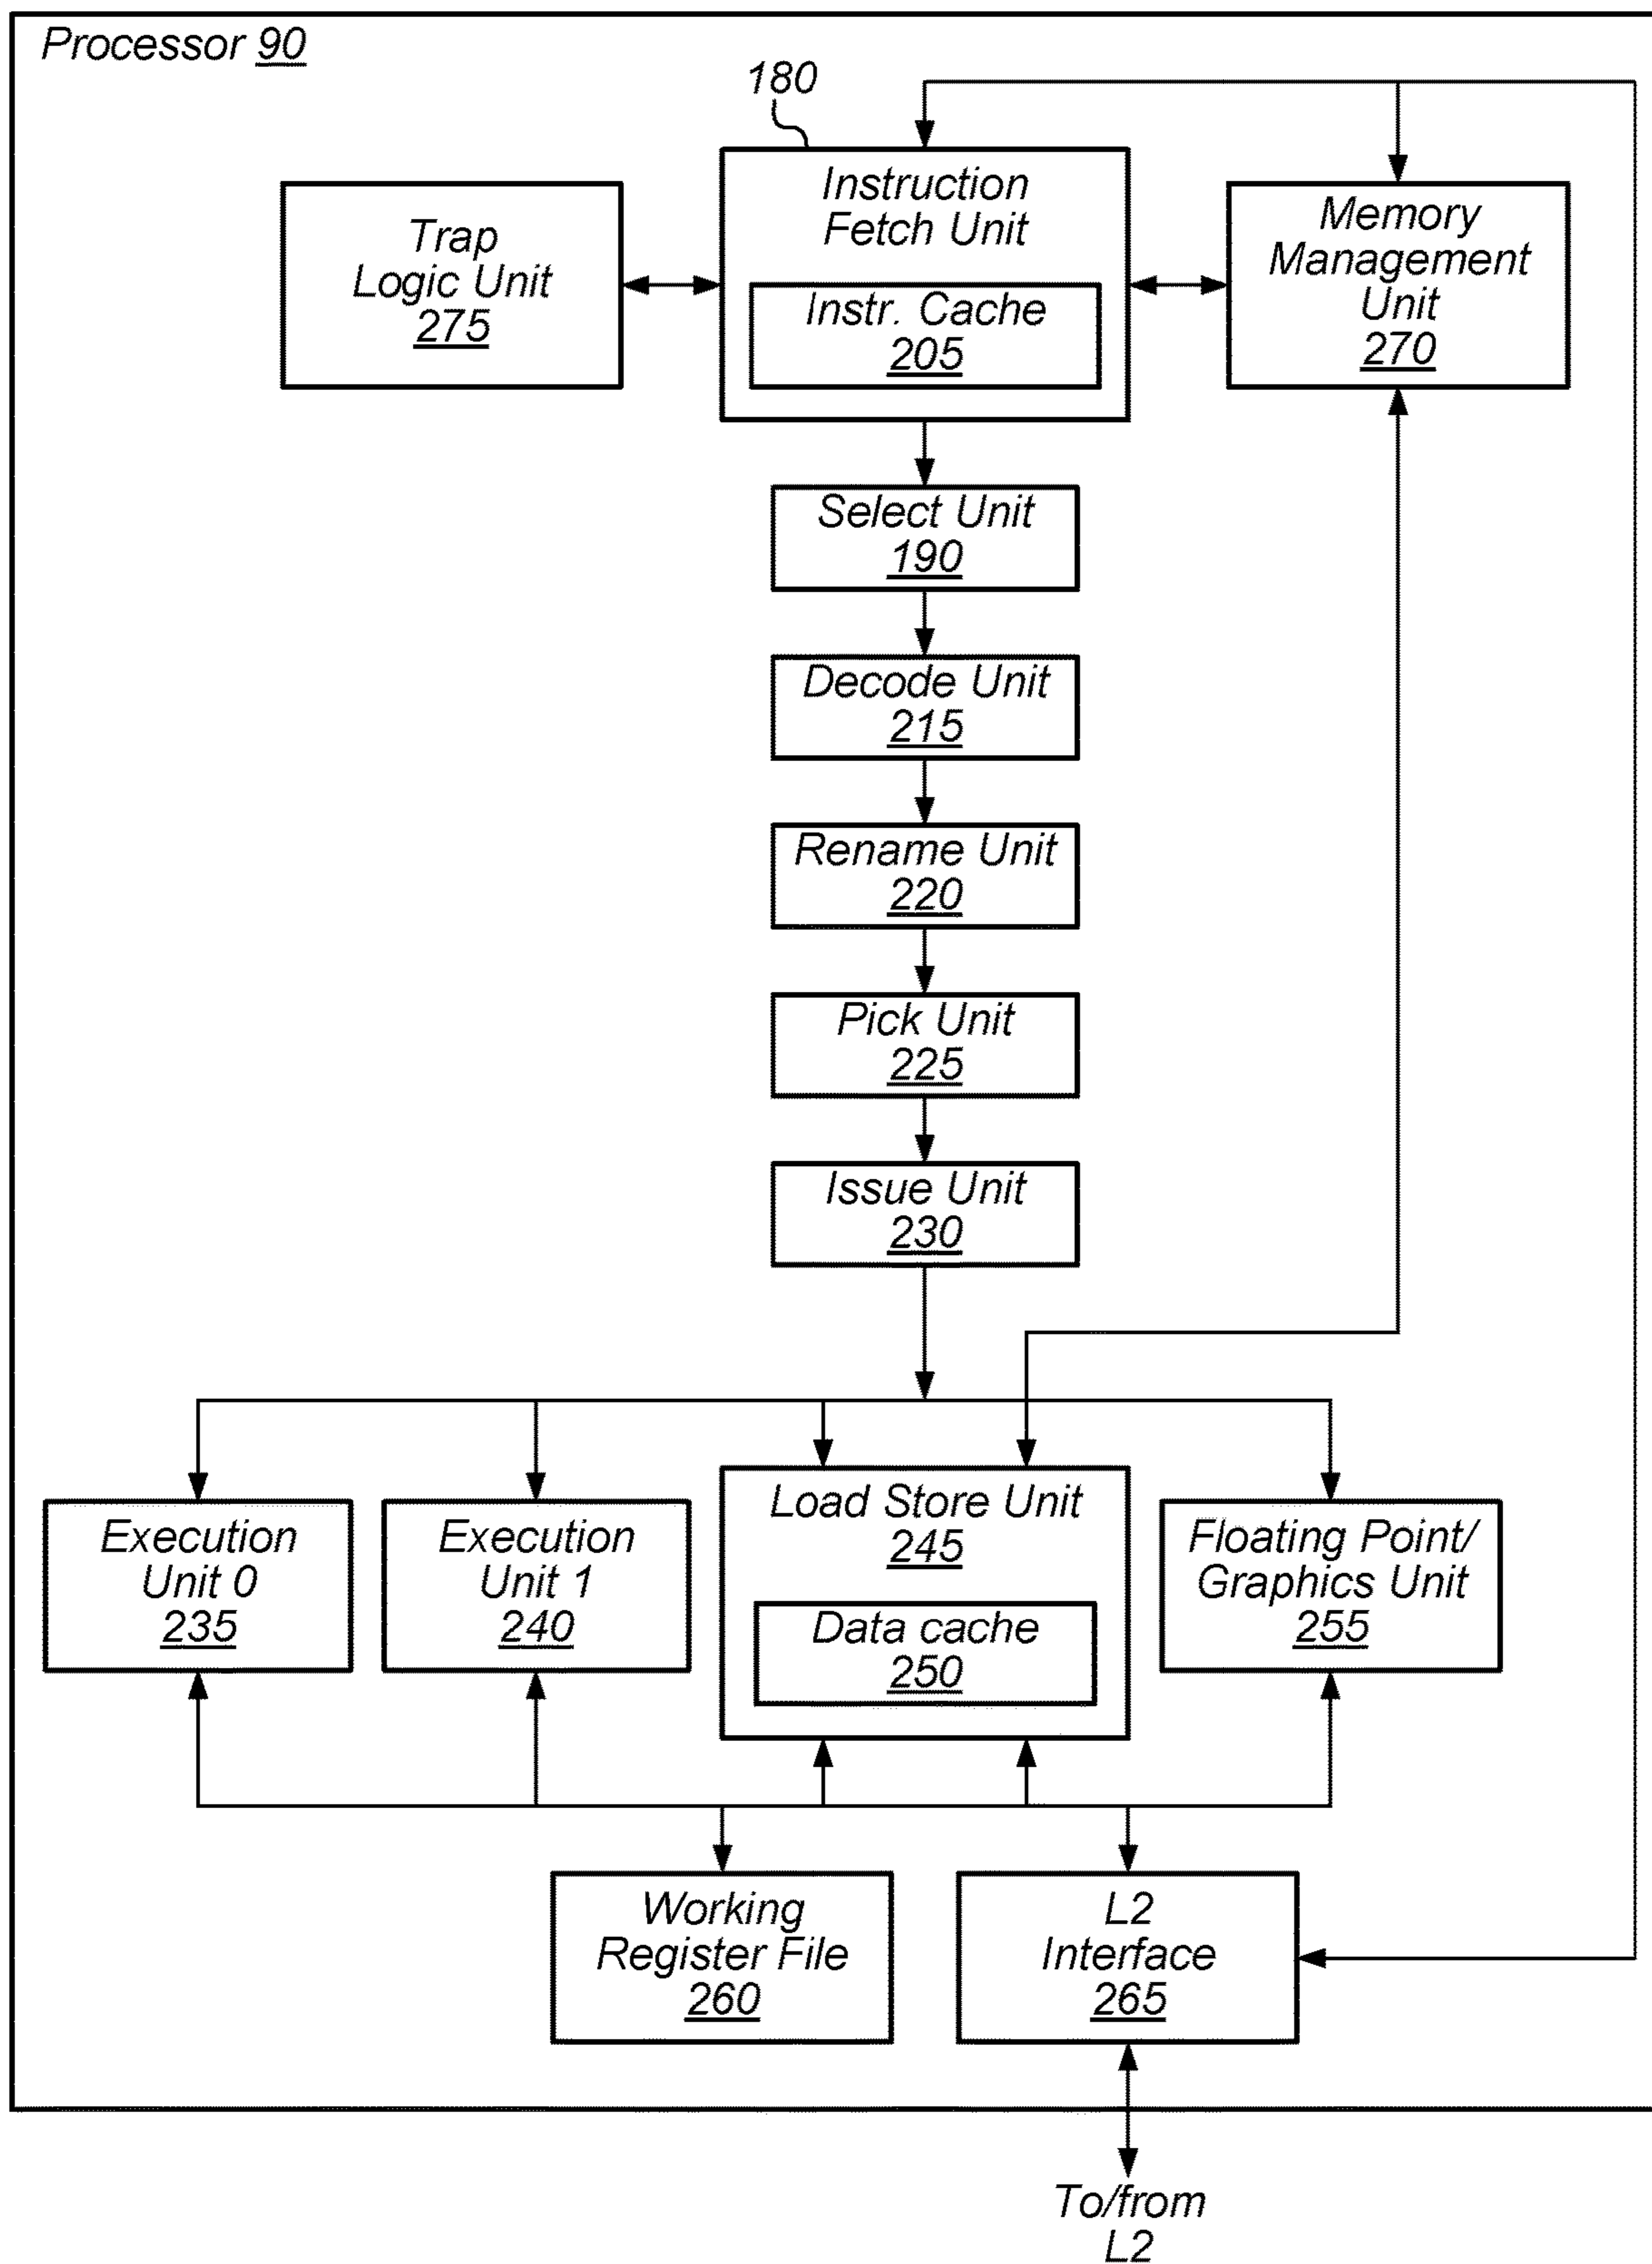 Processor 90
180
Instruction
Fetch Unit
Instr. Cache
205
Trap
Logic Unit
275
Memory
Management
Unit
270
Select Unit
190
Decode Unit
215
Rename Unit
220
Pick Unit
225
Issue Unit
230
Execution
Unit 0
235
Execution
Unit 1
240
Load Store Unit
245
Data cache
250
Floating Point/
Graphics Unit
255
Working
Register File
260
L2
Interface
265
To/from
L2